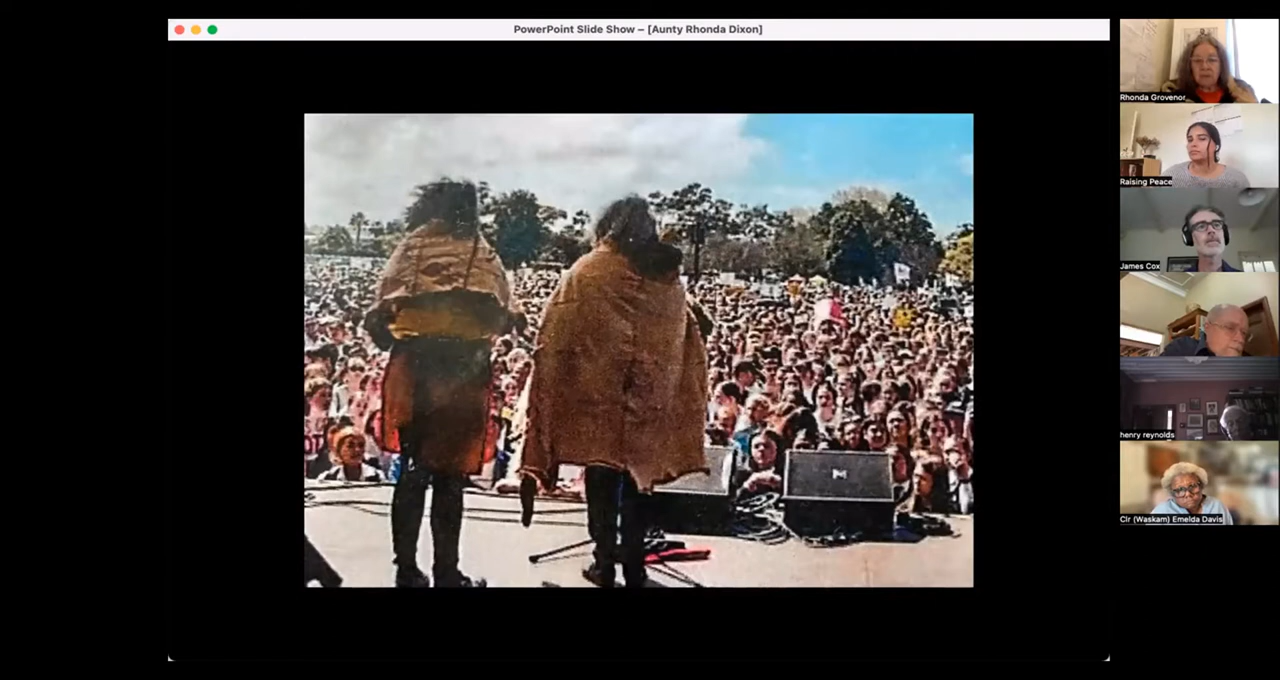 PowerPoint Slide Show – [Aunty Rhonda Dixon]
Rhonda Grovenor
Raising Peace
James Cox
henry reynolds
Clr (Waskam) Emelda Davis